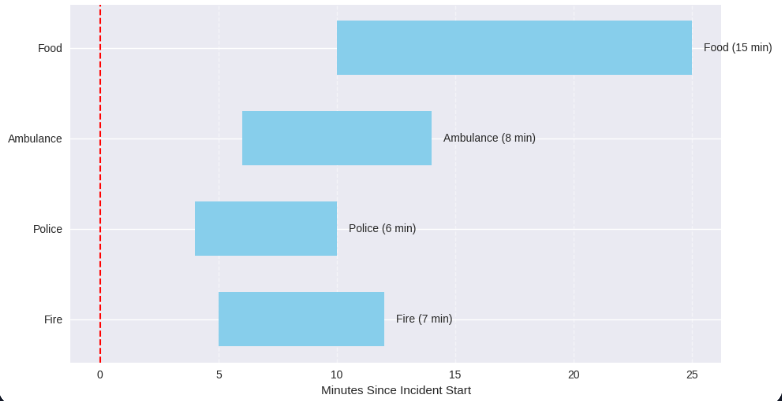 Food
Food (15 min)
Ambulance
Ambulance (8 min)
Police
Police (6 min)
Fire
Fire (7 min)
0 5 10 15 20 25
Minutes Since Incident Start